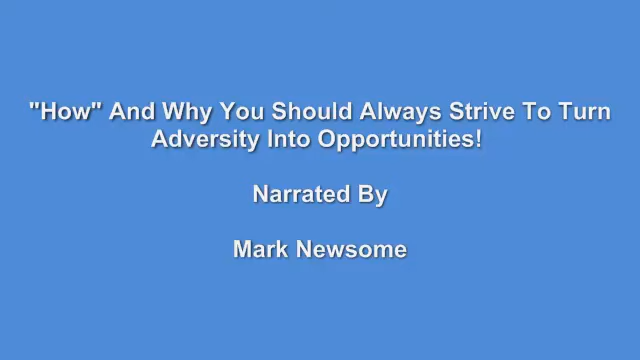 "How" And Why You Should Always Strive To Turn
Adversity Into Opportunities!
Narrated By
Mark Newsome